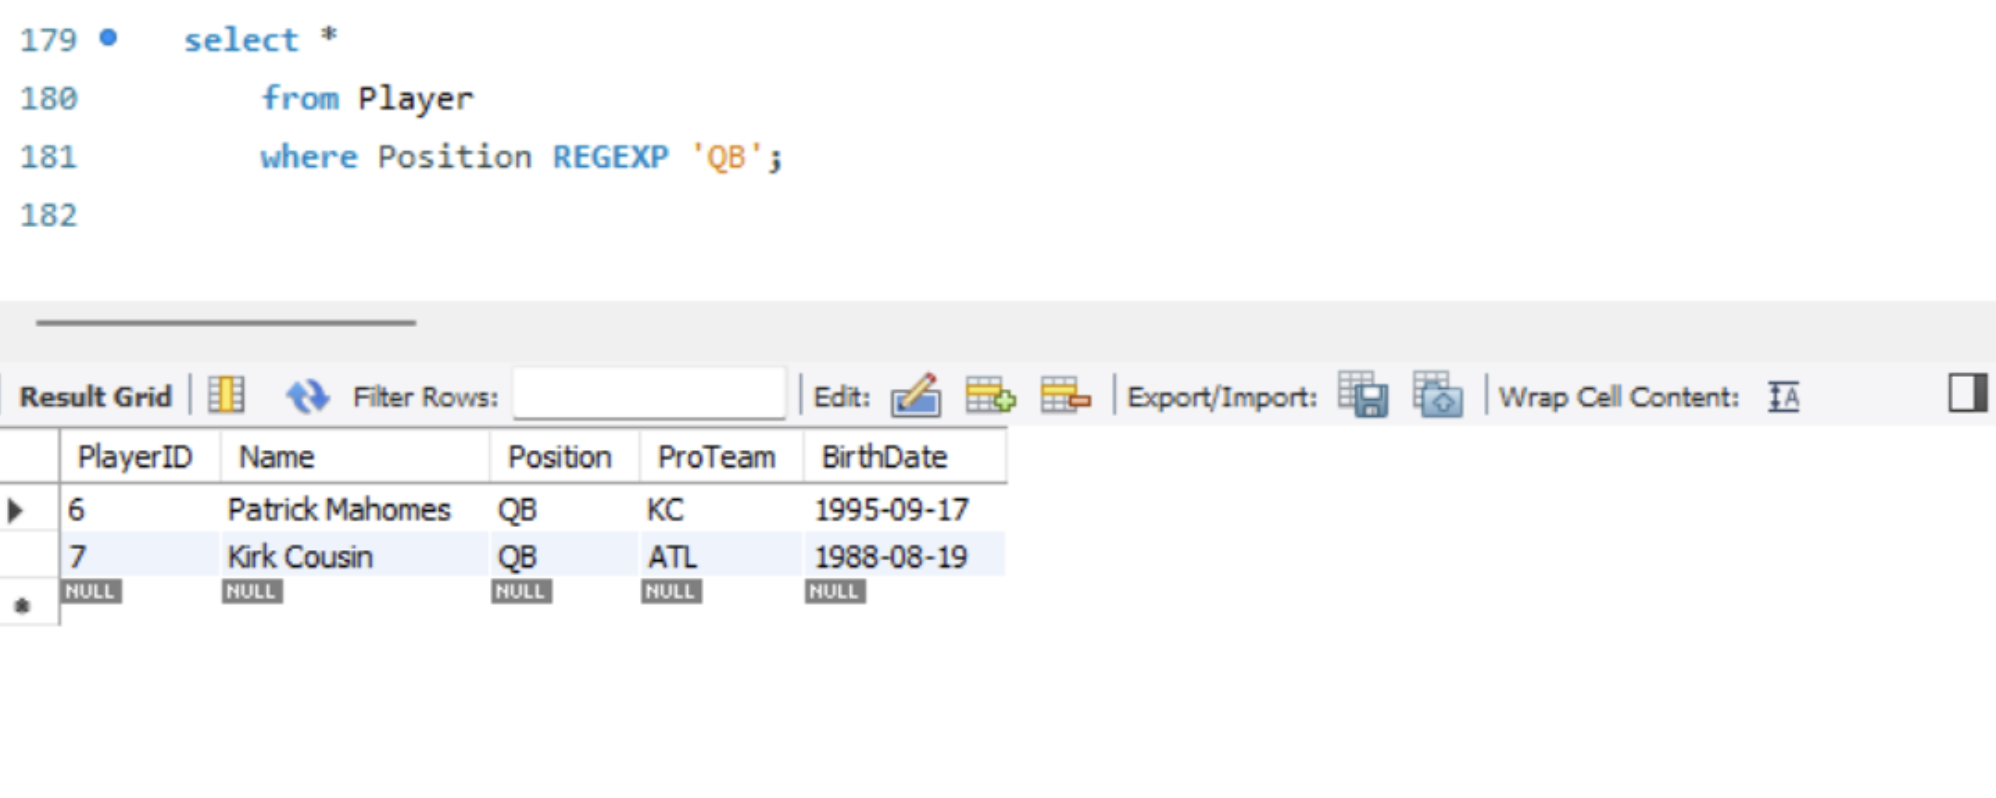 179 select *
180 from Player
181 where Position REGEXP 'QB';
182
Result Grid Filter Rows: Edit: Export/Import: Wrap Cell Content: A
PlayerID Name Position ProTeam BirthDate
6 Patrick Mahomes QB KC 1995-09-17
7 Kirk Cousin QB ATL 1988-08-19
* NULL NULL NULL NULL NULL